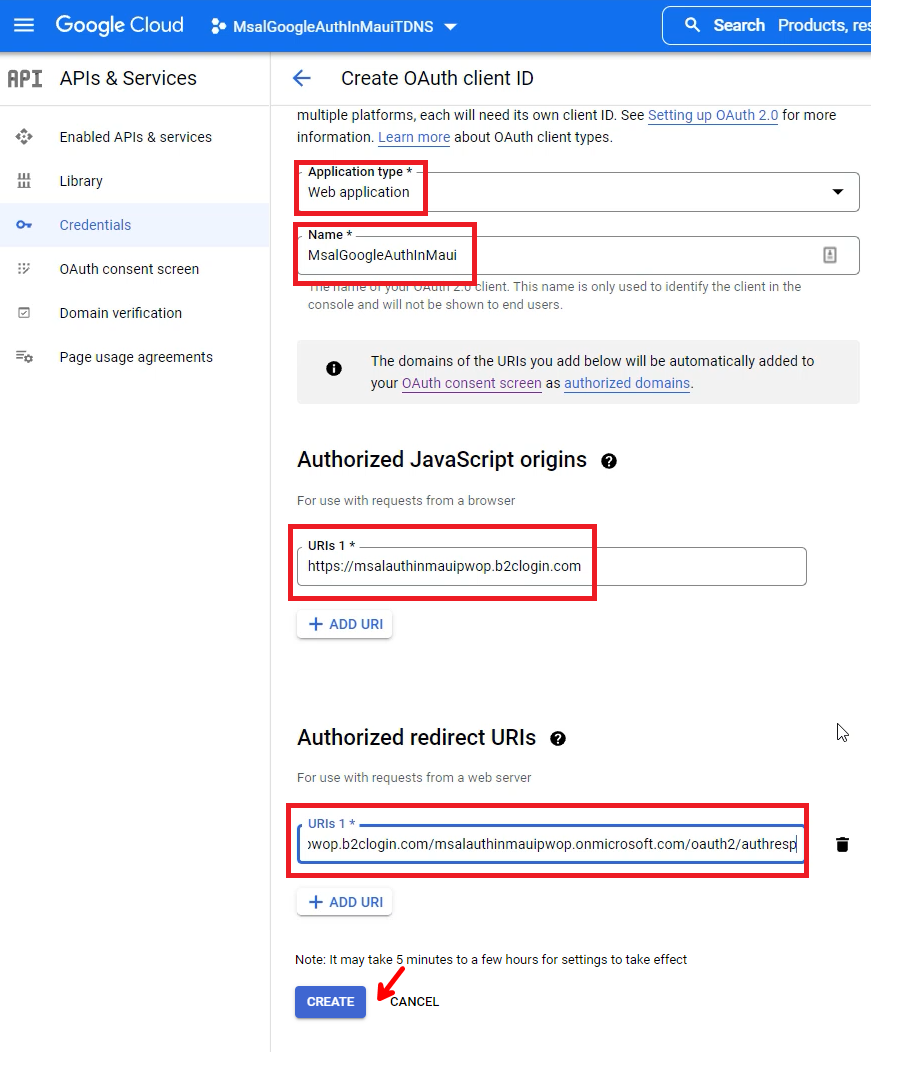 Google Cloud
MsalGoogleAuthInMauiTDNS
Search Products, res
API APIs & Services
Create OAuth client ID
Enabled APIs & services
Library
Credentials
OAuth consent screen
Domain verification
Page usage agreements
multiple platforms, each will need its own client ID. See Setting up OAuth 2.0 for more
information. Learn more about OAuth client types.
Application type *
Web application
Name *
MsalGoogleAuthInMaui
The name of your OAuth 2.0 client. This name is only used to identify the client in the
console and will not be shown to end users.
The domains of the URIs you add below will be automatically added to
your OAuth consent screen as authorized domains.
Authorized JavaScript origins
For use with requests from a browser
URIs 1 *
https://msalauthinmauipwop.b2clogin.com
+ ADD URI
Authorized redirect URIs
For use with requests from a web server
URIs 1 *
wop.b2clogin.com/msalauthinmauipwop.onmicrosoft.com/oauth2/authresp
+ ADD URI
Note: It may take 5 minutes to a few hours for settings to take effect
CREATE CANCEL